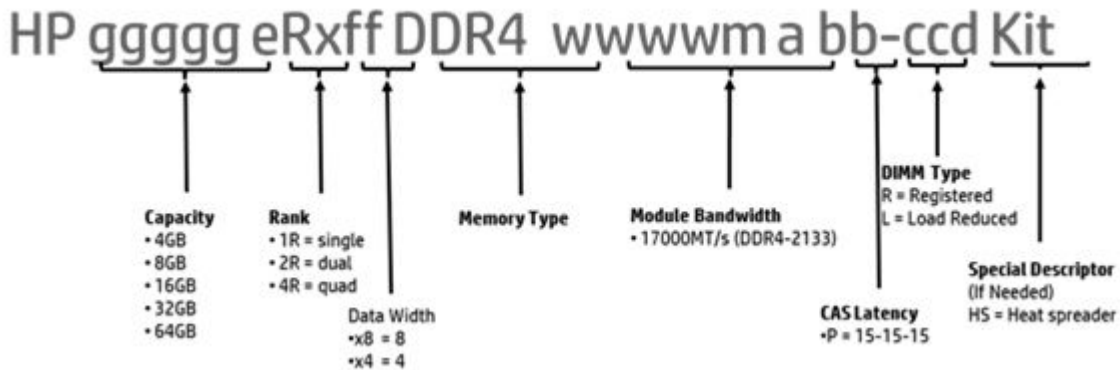 HP ggggg eRxff DDR4 wwwwm a bb-ccd Kit
Capacity
• 4GB
• 8GB
• 16GB
• 32GB
• 64GB
Rank
• 1R = single
• 2R = dual
• 4R = quad
Data Width
•x8 = 8
•x4 = 4
Memory Type
Module Bandwidth
• 17000MT/s (DDR4-2133)
CAS Latency
•P = 15-15-15
DIMM Type
R = Registered
L = Load Reduced
Special Descriptor
(If Needed)
HS = Heat spreader